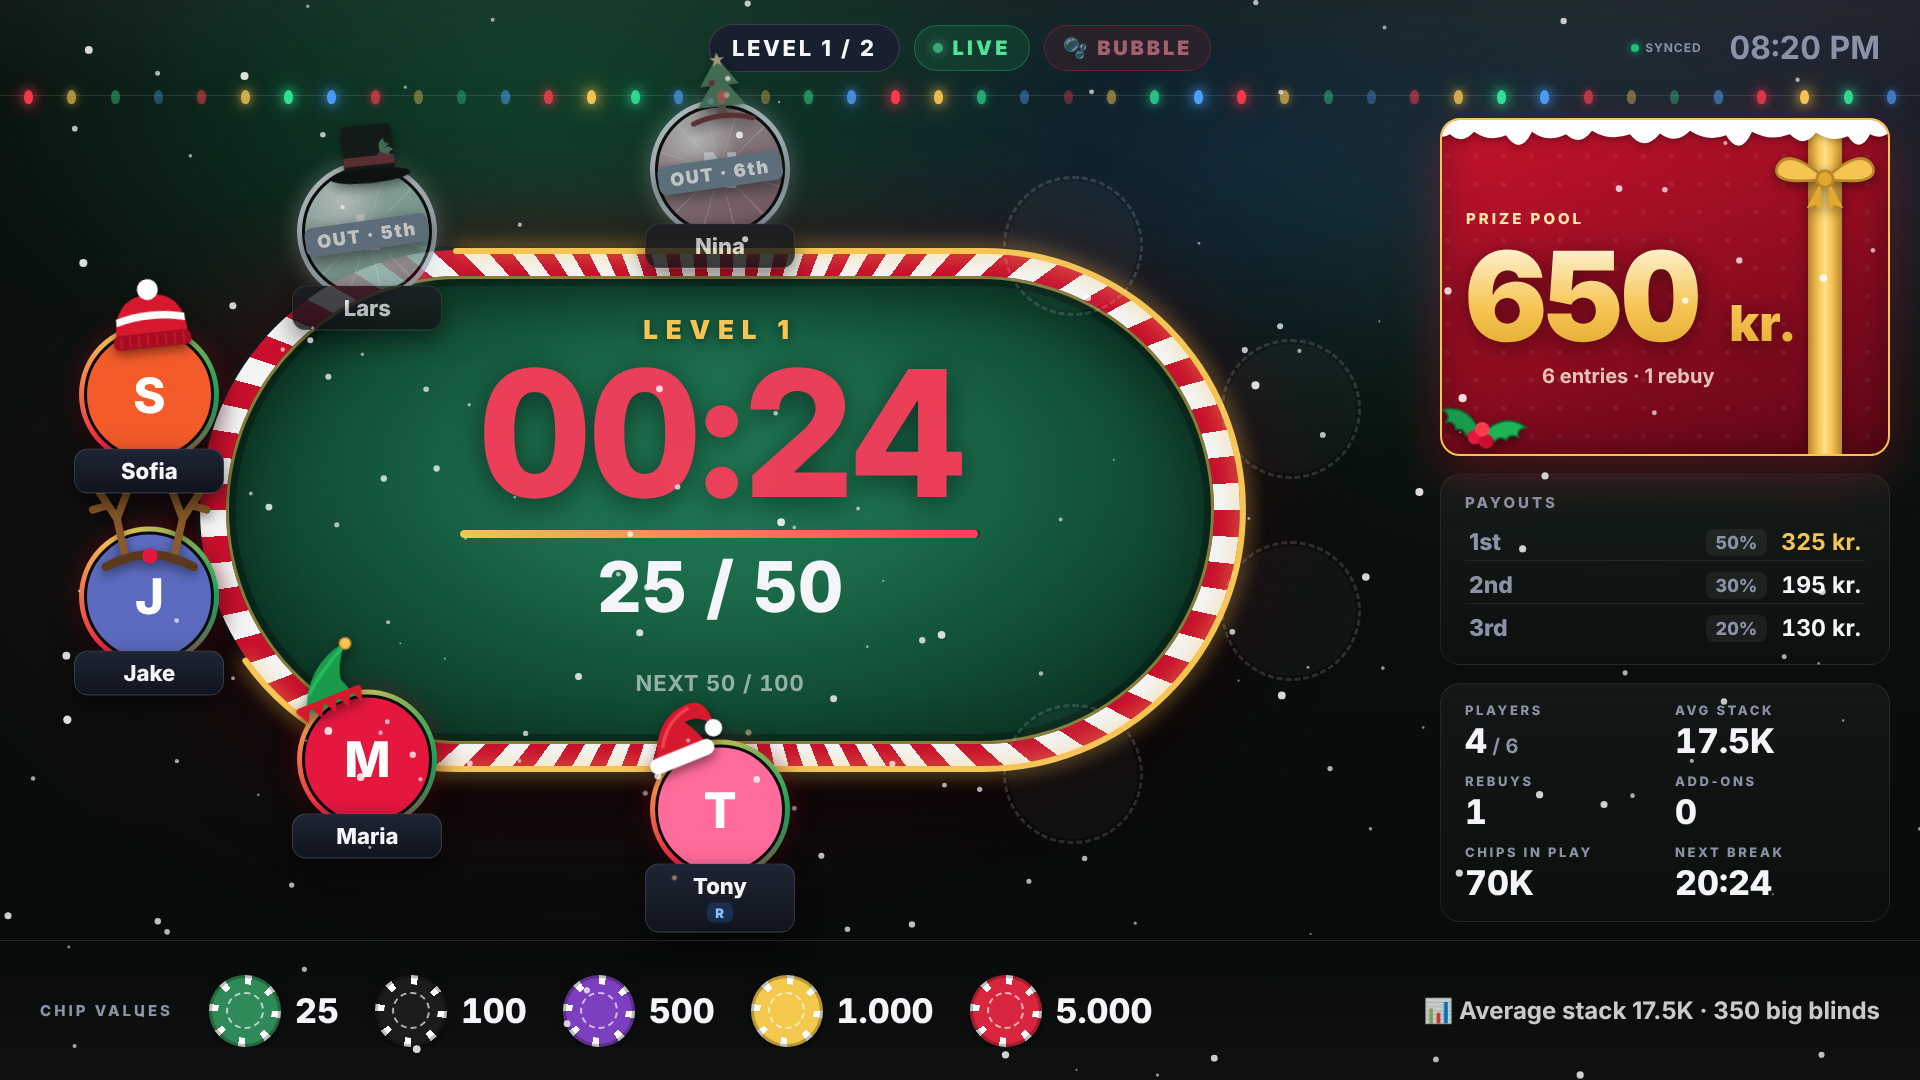 LEVEL 1 / 2
LIVE
BUBBLE
SYNCED
08:20 PM
OUT · 6th
Nina
OUT · 5th
Lars
S
Sofia
J
Jake
M
Maria
T
Tony
R
LEVEL 1
00:24
25 / 50
NEXT 50 / 100
PRIZE POOL
650 kr.
6 entries · 1 rebuy
PAYOUTS
1st 50% 325 kr.
2nd 30% 195 kr.
3rd 20% 130 kr.
PLAYERS
4 / 6
AVG STACK
17.5K
REBUYS
1
ADD-ONS
0
CHIPS IN PLAY
70K
NEXT BREAK
20:24
CHIP VALUES
25
100
500
1.000
5.000
Average stack 17.5K · 350 big blinds